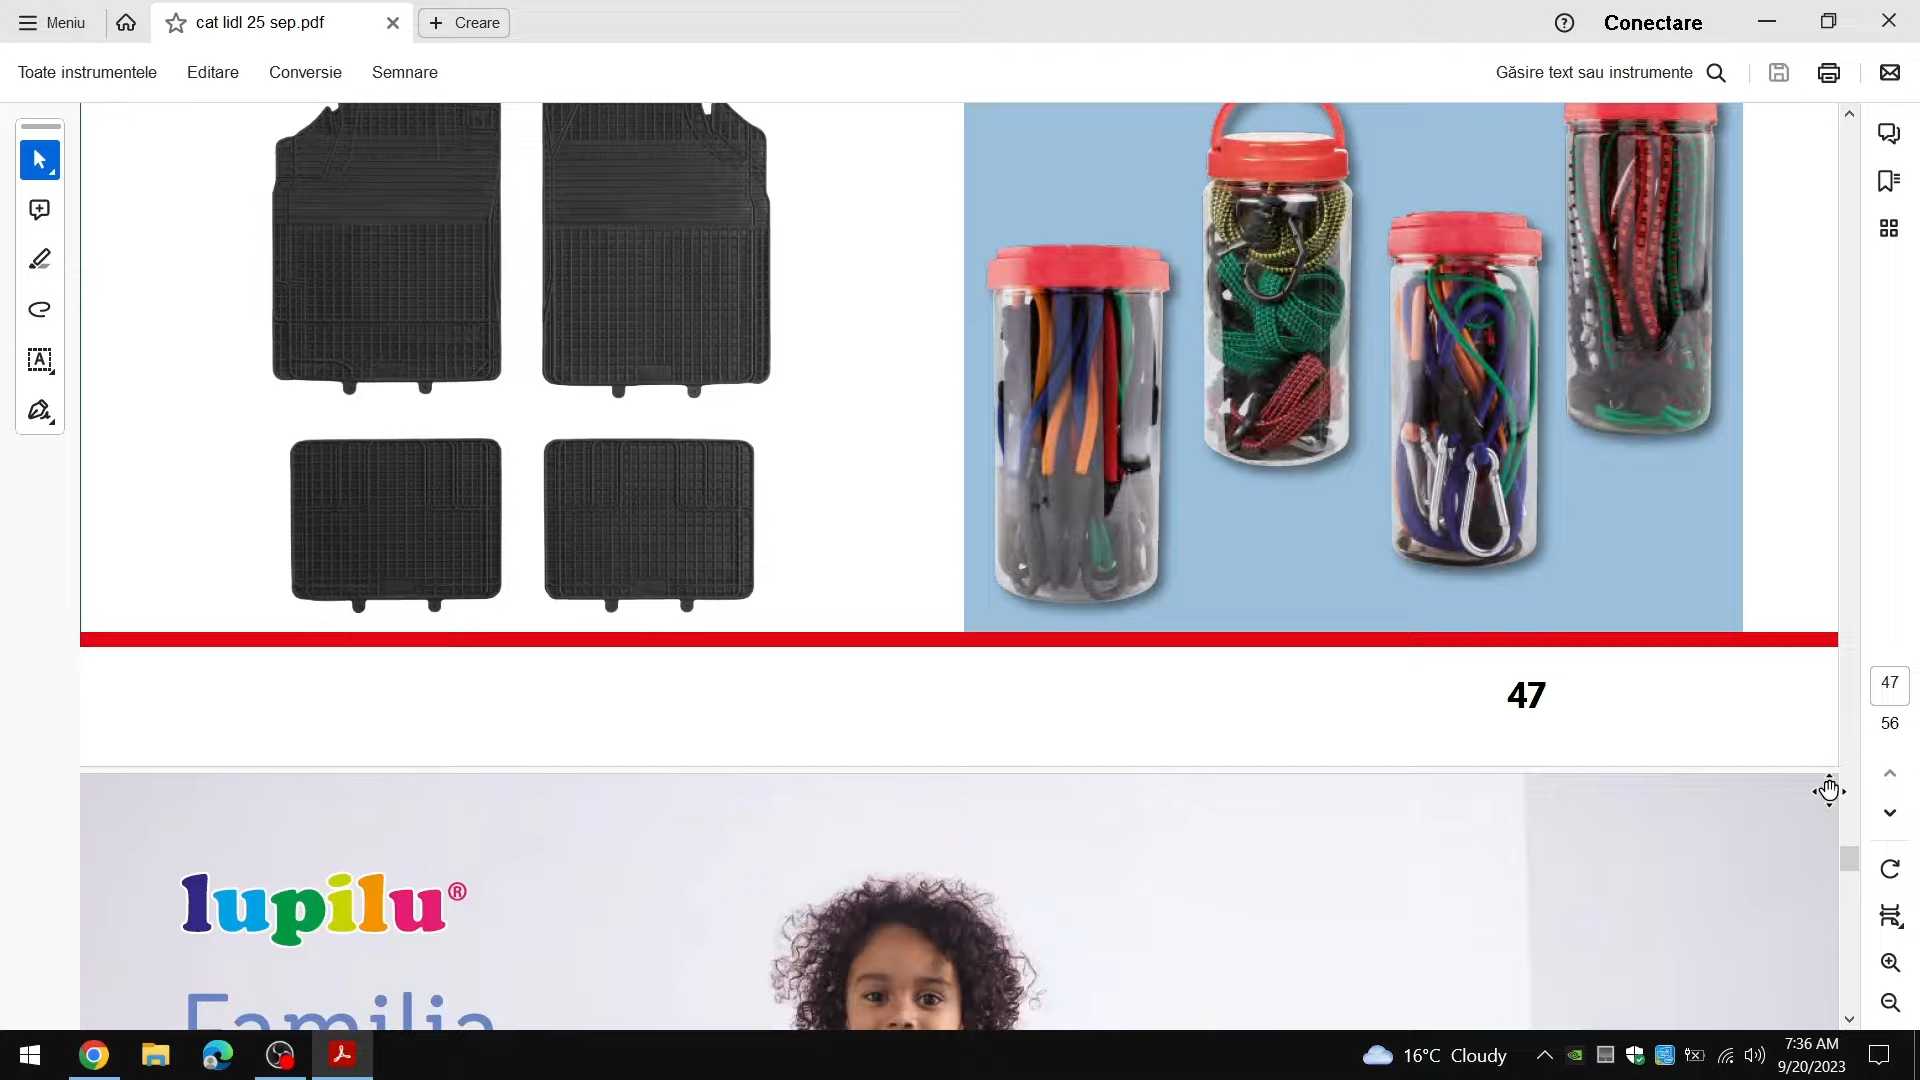 Meniu
cat lidl 25 sep.pdf
Creare
Conectare
Toate instrumentele
Editare
Conversie
Semnare
Găsire text sau instrumente
47
47
56
lupilu®
Familia
16°C Cloudy
7:36 AM
9/20/2023